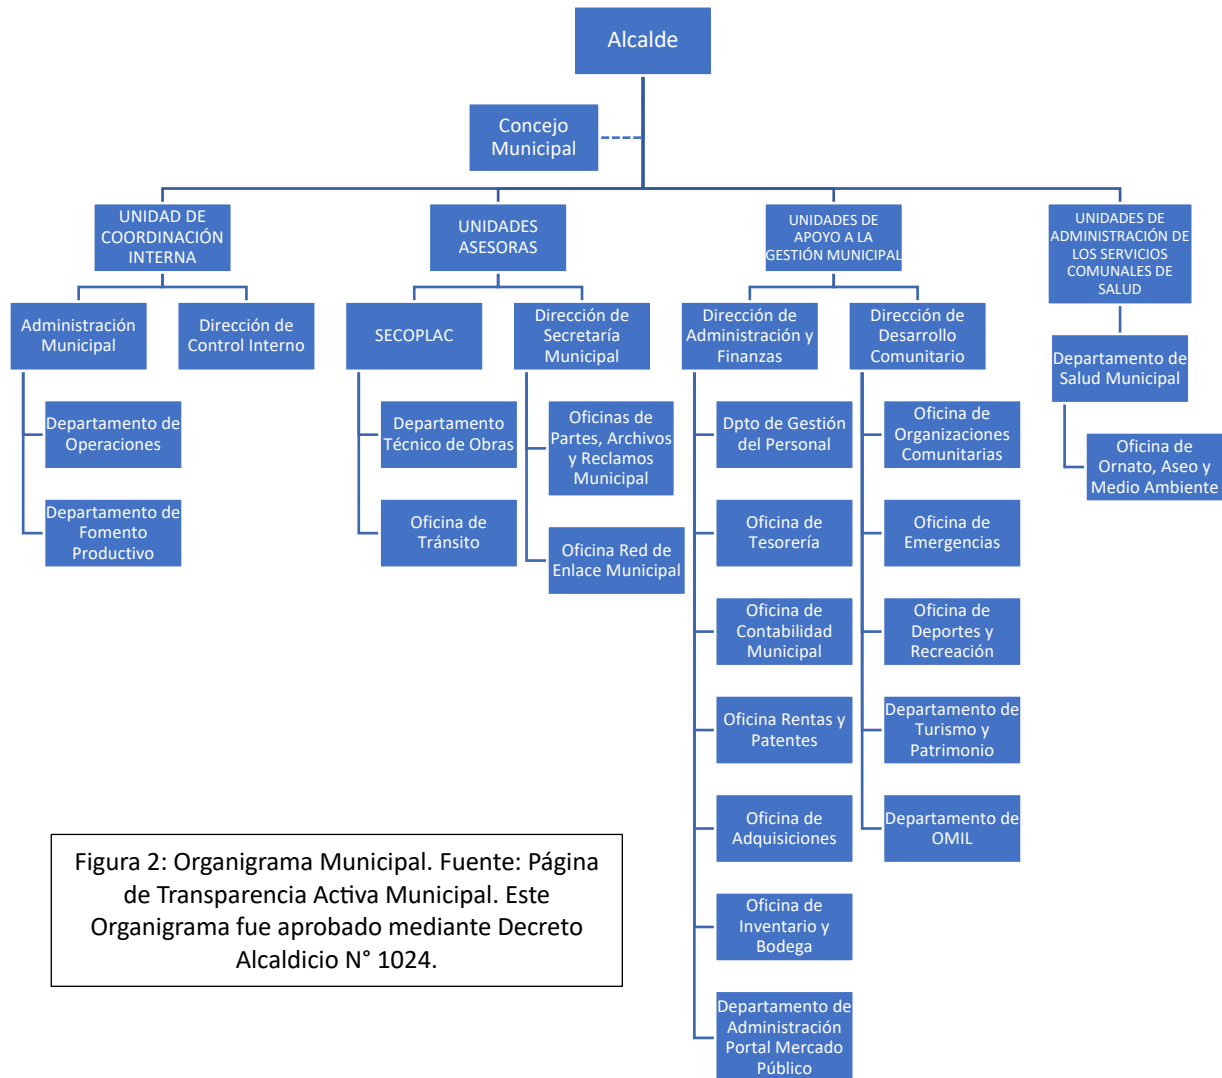 Alcalde
Concejo
Municipal
UNIDAD DE
COORDINACIÓN
INTERNA
UNIDADES
ASESORAS
UNIDADES DE
APOYO A LA
GESTIÓN MUNICIPAL
UNIDADES DE
ADMINISTRACIÓN DE
LOS SERVICIOS
COMUNALES DE
SALUD
Administración
Municipal
Dirección de
Control Interno
SECOPLAC
Dirección de
Secretaría
Municipal
Dirección de
Administración y
Finanzas
Dirección de
Desarrollo
Comunitario
Departamento de
Salud Municipal
Departamento de
Operaciones
Departamento
Técnico de Obras
Oficinas de
Partes, Archivos
y Reclamos
Municipal
Dpto de Gestión
del Personal
Oficina de
Organizaciones
Comunitarias
Oficina de
Ornato, Aseo y
Medio Ambiente
Departamento de
Fomento
Productivo
Oficina de
Tránsito
Oficina Red de
Enlace Municipal
Oficina de
Tesorería
Oficina de
Emergencias
Oficina de
Contabilidad
Municipal
Oficina de
Deportes y
Recreación
Oficina Rentas y
Patentes
Departamento de
Turismo y
Patrimonio
Oficina de
Adquisiciones
Departamento de
OMIL
Oficina de
Inventario y
Bodega
Departamento de
Administración
Portal Mercado
Público
Figura 2: Organigrama Municipal. Fuente: Página
de Transparencia Activa Municipal. Este
Organigrama fue aprobado mediante Decreto
Alcaldicio N° 1024.